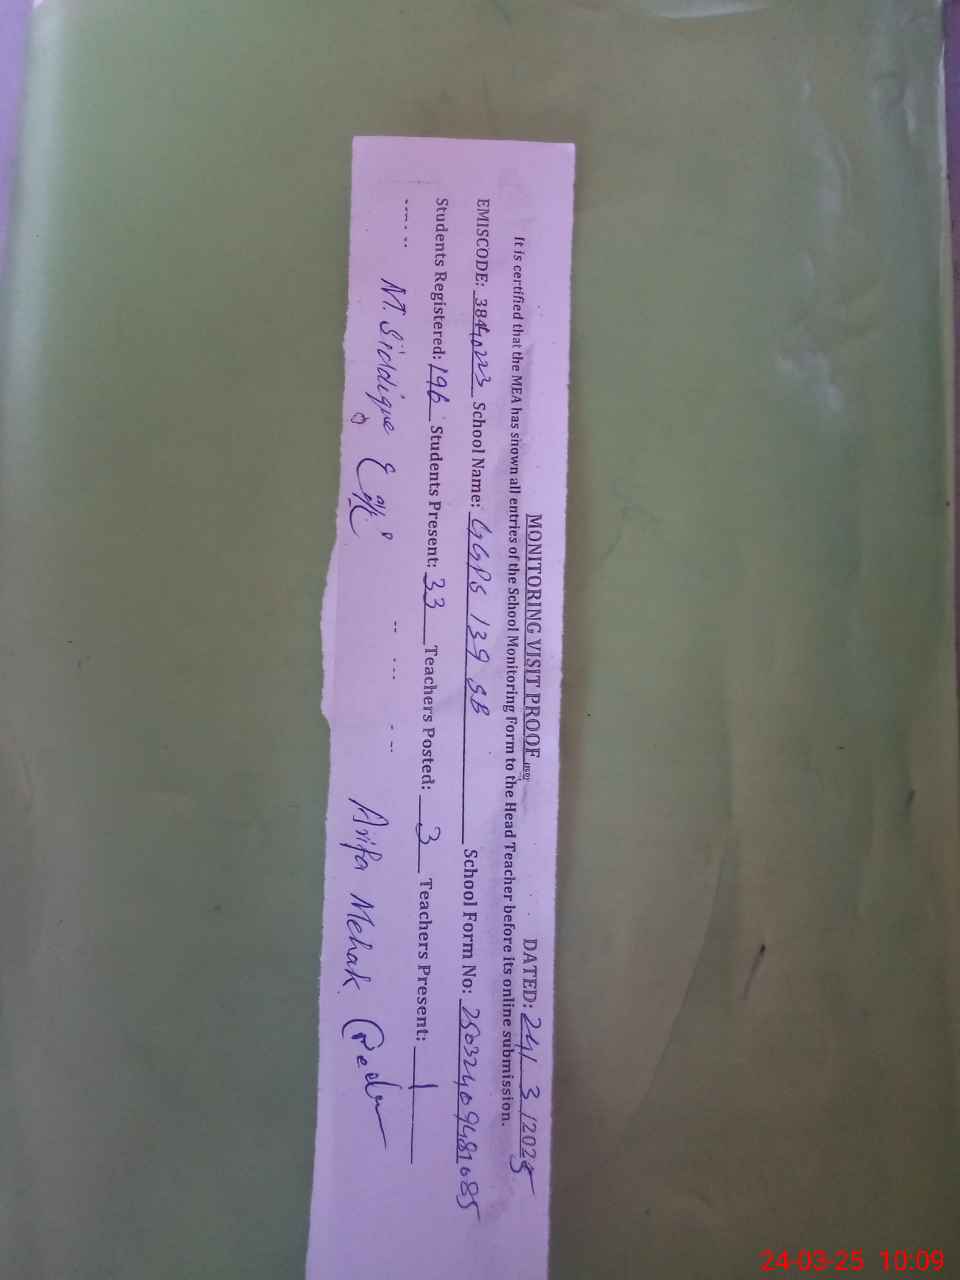 MONITORING VISIT PROOF DATED: 24/ 3 /2025
It is certified that the MEA has shown all entries of the School Monitoring Form to the Head Teacher before its online submission.
EMISCODE: 38440223 School Name: GGPS 139 SB School Form No: 25032409481085
Students Registered: 196 Students Present: 33 Teachers Posted: 3 Teachers Present: 1
M. Siddique Arifa Mehak
24-03-25 10:09